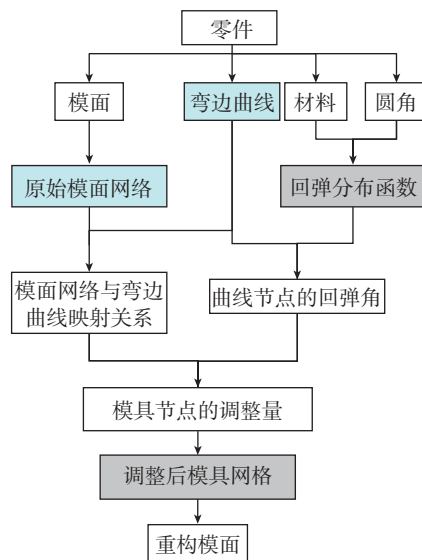 零件
模面
弯边曲线
材料
圆角
原始模面网络
回弹分布函数
模面网络与弯边
曲线映射关系
曲线节点的回弹角
模具节点的调整量
调整后模具网格
重构模面